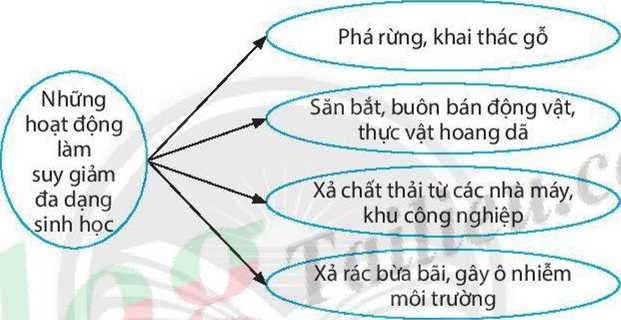 Những
hoạt động
làm
suy giảm
đa dạng
sinh học
Phá rừng, khai thác gỗ
Săn bắt, buôn bán động vật,
thực vật hoang dã
Xả chất thải từ các nhà máy,
khu công nghiệp
Xả rác bừa bãi, gây ô nhiễm
môi trường
Tailieu.co